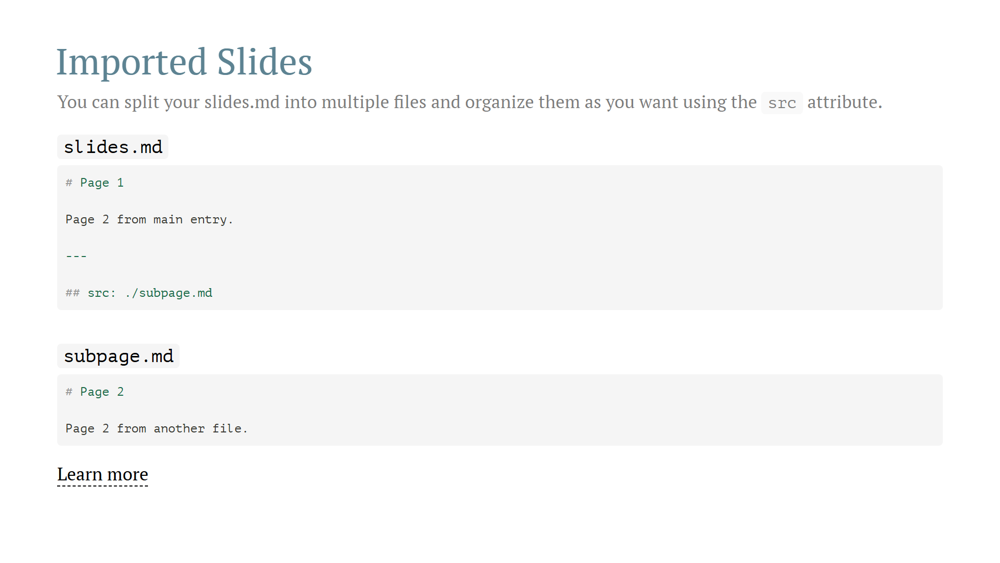 Imported Slides
You can split your slides.md into multiple files and organize them as you want using the src attribute.
slides.md
# Page 1
Page 2 from main entry.
---
## src: ./subpage.md
subpage.md
# Page 2
Page 2 from another file.
Learn more